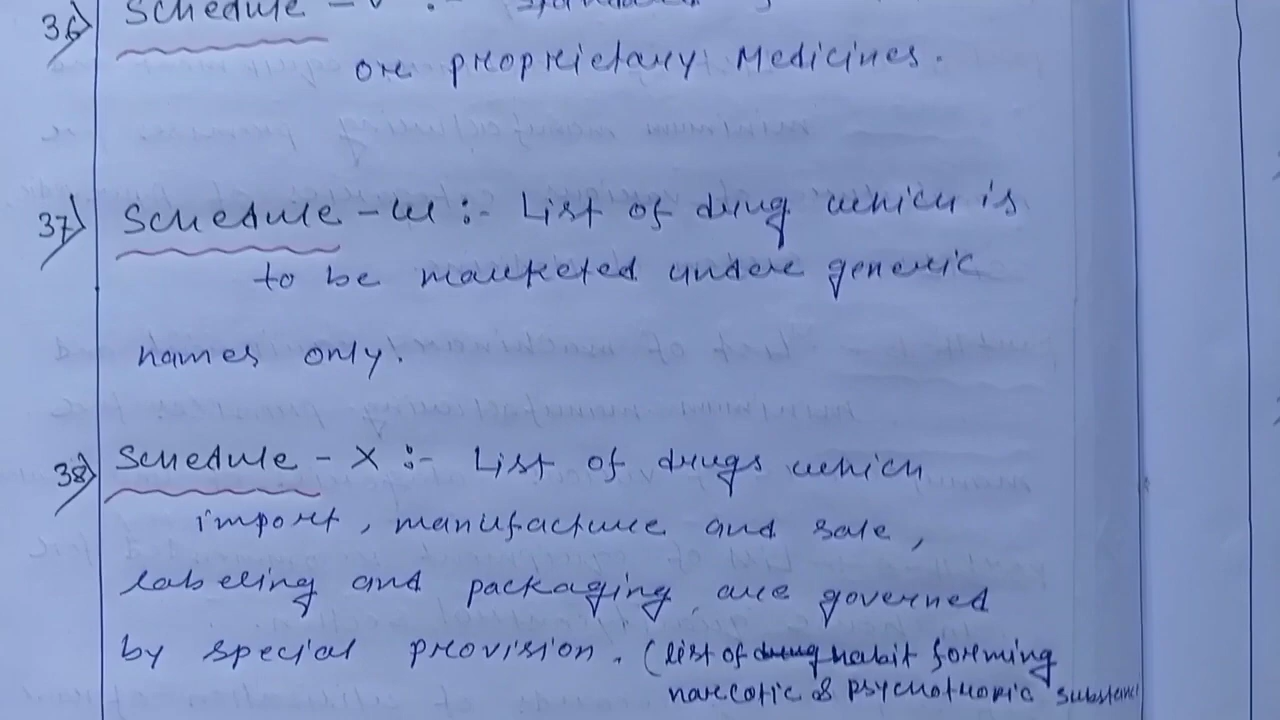 36) Schedule - V :- Standards
or proprietary Medicines.
37) Schedule - W :- List of drug which is
to be marketed under generic
names only.
38) Schedule - X :- List of drugs which
import, manufacture and sale,
labeling and packaging are governed
by special provision. (list of drug habit forming
narcotic & psychotropic substanc